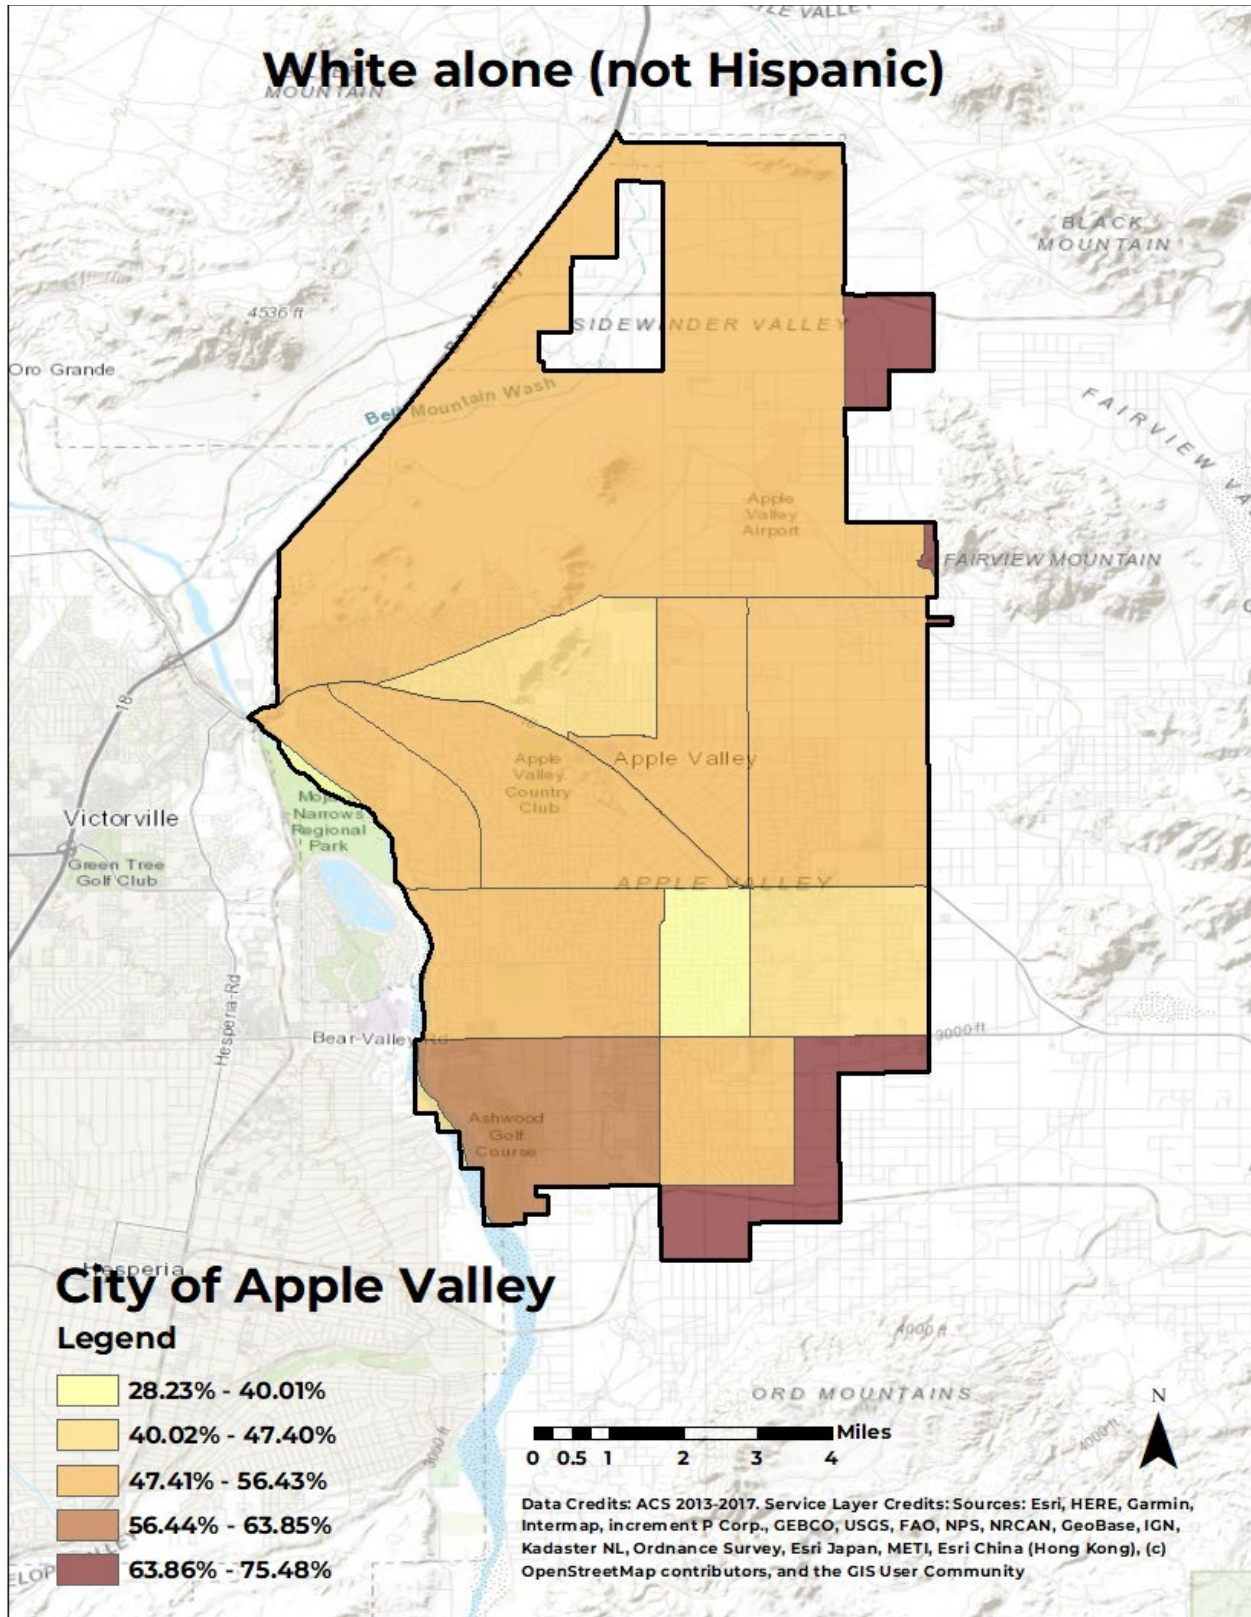 White alone (not Hispanic)
MOUNTAIN
BLACK
MOUNTAIN
4536 ft
SIDEWINDER VALLEY
Oro Grande
Bell Mountain Wash
FAIRVIEW VA
Apple
Valley
Airport
FAIRVIEW MOUNTAIN
18
Apple
Valley
Country
Club
Apple Valley
Mojave
Narrows
Regional
Park
Victorville
Green Tree
Golf Club
APPLE VALLEY
Hesperia-Rd
Bear-Valley-Rd
Ashwood
Golf
Course
Hesperia
City of Apple Valley
Legend
28.23% - 40.01%
40.02% - 47.40%
47.41% - 56.43%
56.44% - 63.85%
63.86% - 75.48%
4000 ft
ORD MOUNTAINS
4000 ft
N
Miles
0 0.5 1 2 3 4
Data Credits: ACS 2013-2017. Service Layer Credits: Sources: Esri, HERE, Garmin,
Intermap, increment P Corp., GEBCO, USGS, FAO, NPS, NRCAN, GeoBase, IGN,
Kadaster NL, Ordnance Survey, Esri Japan, METI, Esri China (Hong Kong), (c)
OpenStreetMap contributors, and the GIS User Community